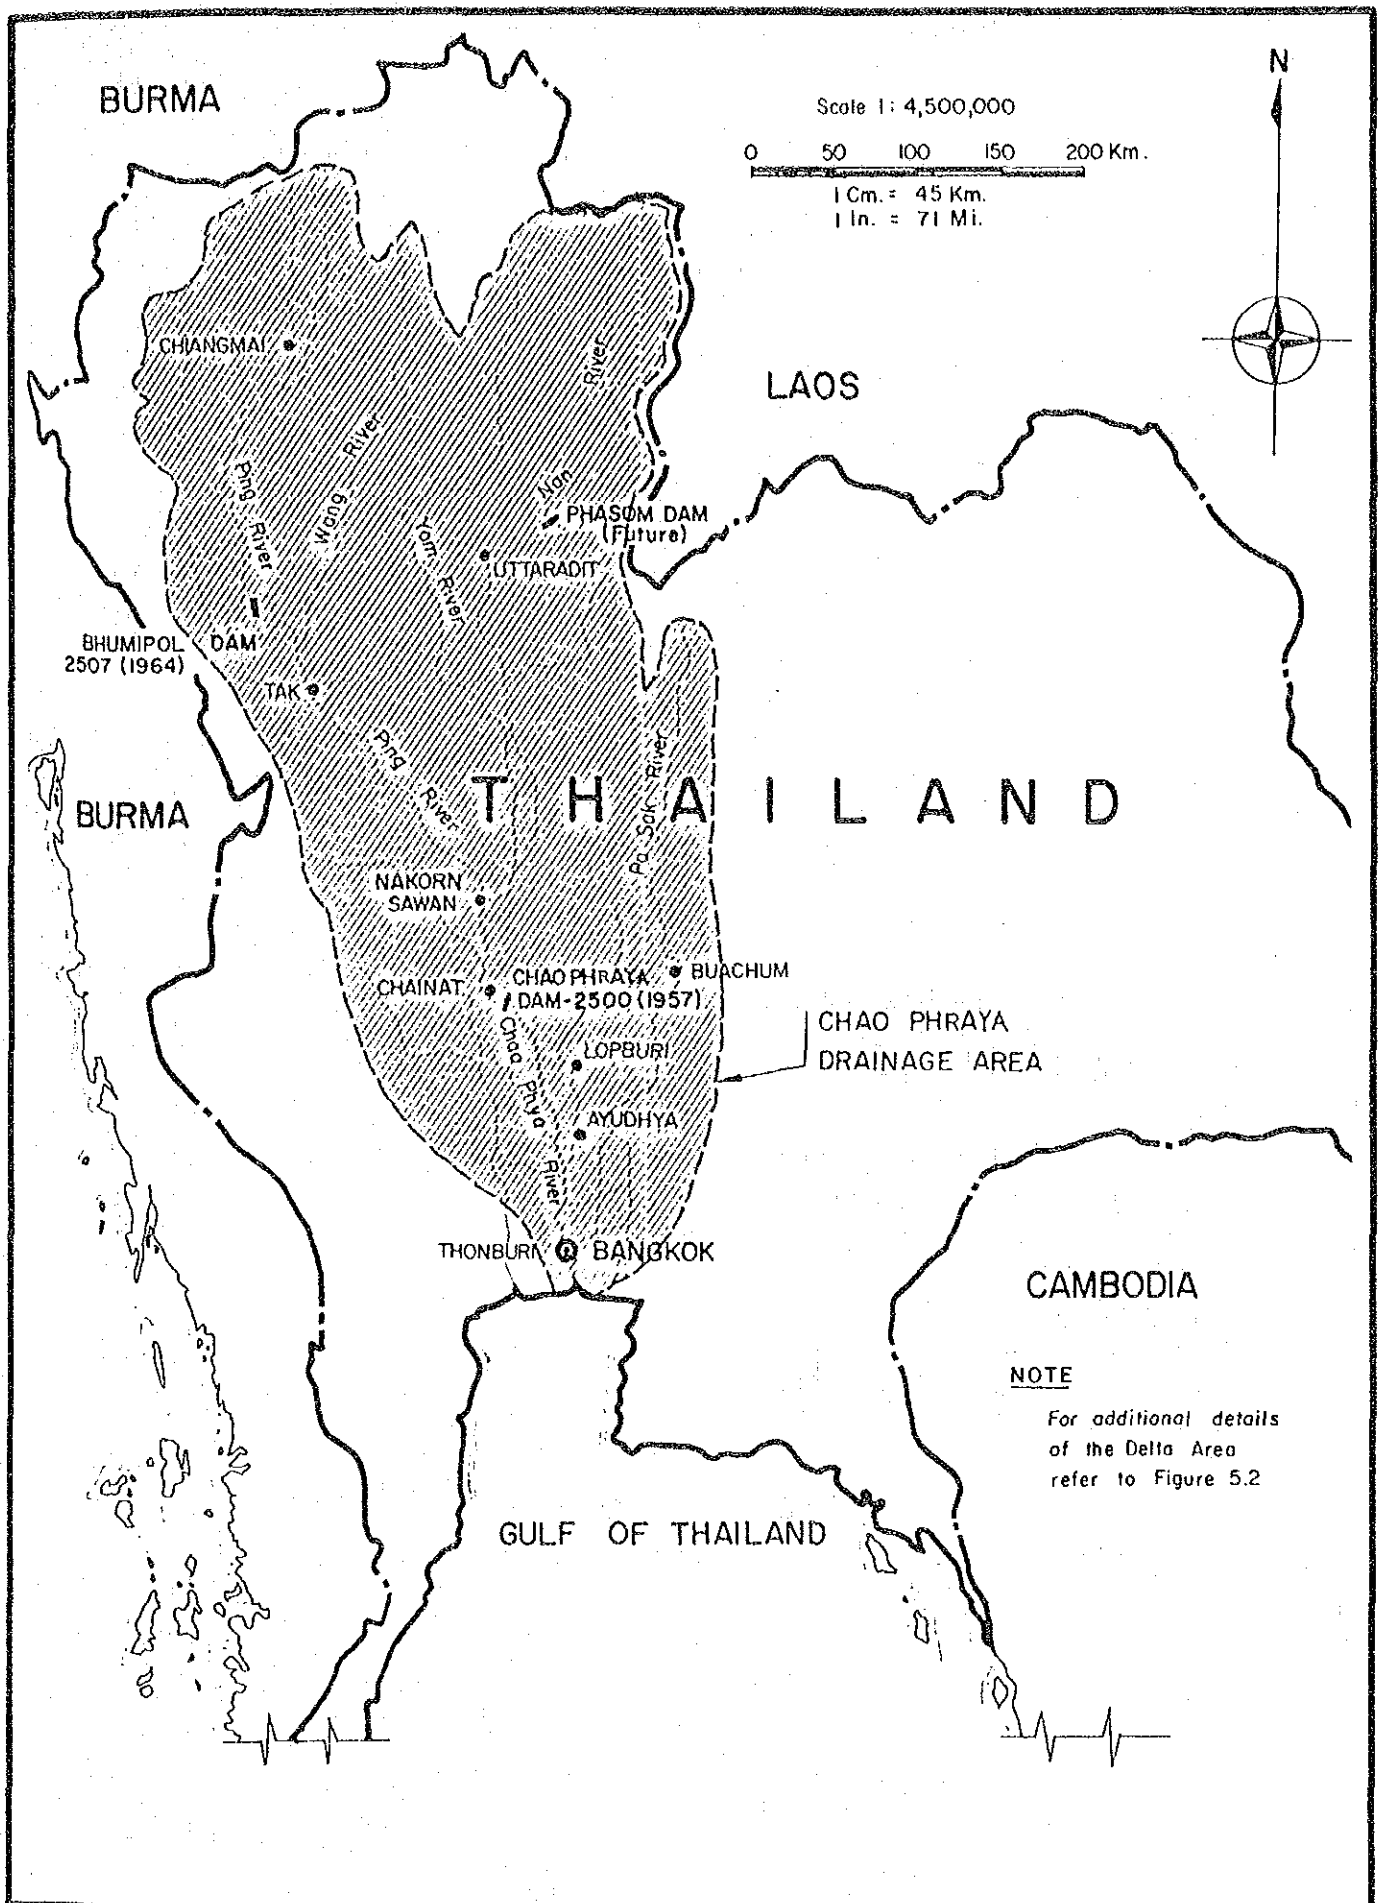 BURMA
N
Scale 1: 4,500,000
0 50 100 150 200 Km.
1 Cm. = 45 Km.
1 In. = 71 Mi.
CHIANGMAI
River
LAOS
Wang River
Ping River
Nan
PHASOM DAM
(Future)
Yom River
UTTARADIT
BHUMIPOL DAM
2507 (1964)
TAK
Ping River
Pa Sak River
THAILAND
BURMA
NAKORN
SAWAN
BUACHUM
CHAINAT
CHAO PHRAYA
DAM-2500 (1957)
CHAO PHRAYA
DRAINAGE AREA
Chao Phya River
LOPBURI
AYUDHYA
THONBURI
BANGKOK
CAMBODIA
NOTE
For additional details
of the Delta Area
refer to Figure 5.2
GULF OF THAILAND